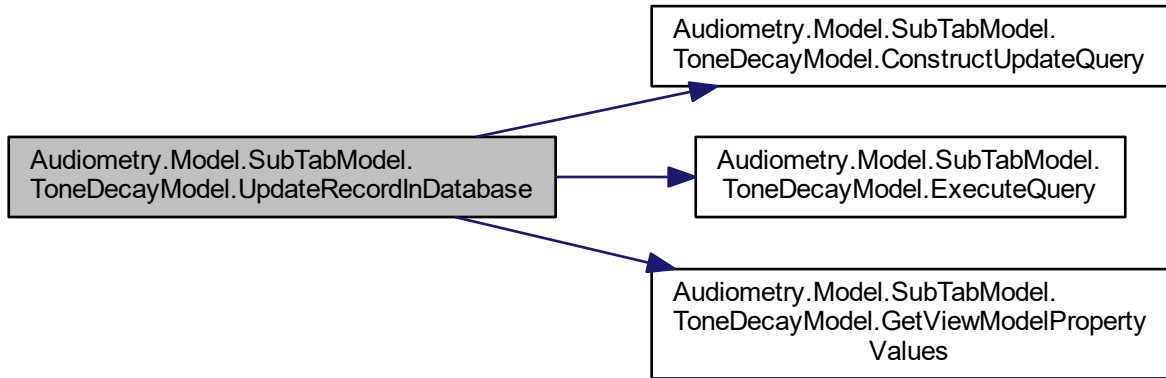 Audiometry.Model.SubTabModel.
ToneDecayModel.UpdateRecordInDatabase
Audiometry.Model.SubTabModel.
ToneDecayModel.ConstructUpdateQuery
Audiometry.Model.SubTabModel.
ToneDecayModel.ExecuteQuery
Audiometry.Model.SubTabModel.
ToneDecayModel.GetViewModelProperty
Values